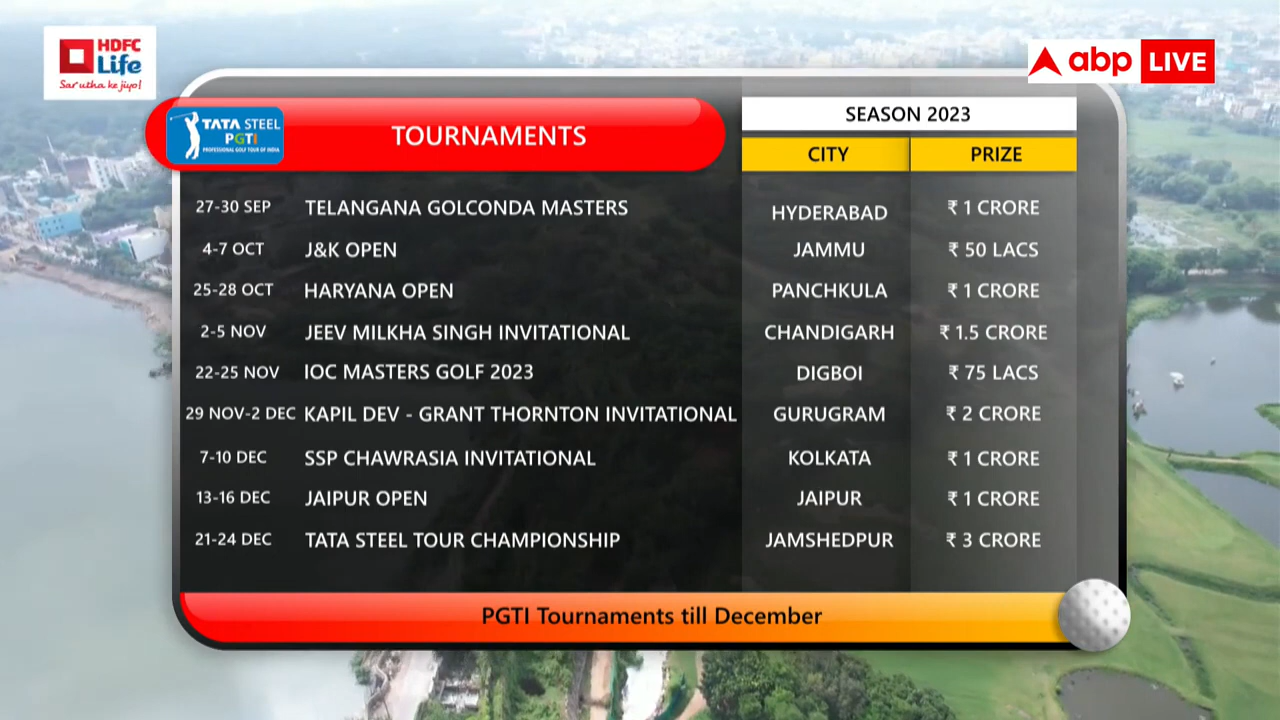 HDFC
Life
Sar utha ke jiyo!
abp LIVE
TATA STEEL
PGTI
PROFESSIONAL GOLF TOUR OF INDIA
TOURNAMENTS
SEASON 2023
CITY PRIZE
27-30 SEP TELANGANA GOLCONDA MASTERS HYDERABAD ₹ 1 CRORE
4-7 OCT J&K OPEN JAMMU ₹ 50 LACS
25-28 OCT HARYANA OPEN PANCHKULA ₹ 1 CRORE
2-5 NOV JEEV MILKHA SINGH INVITATIONAL CHANDIGARH ₹ 1.5 CRORE
22-25 NOV IOC MASTERS GOLF 2023 DIGBOI ₹ 75 LACS
29 NOV-2 DEC KAPIL DEV - GRANT THORNTON INVITATIONAL GURUGRAM ₹ 2 CRORE
7-10 DEC SSP CHAWRASIA INVITATIONAL KOLKATA ₹ 1 CRORE
13-16 DEC JAIPUR OPEN JAIPUR ₹ 1 CRORE
21-24 DEC TATA STEEL TOUR CHAMPIONSHIP JAMSHEDPUR ₹ 3 CRORE
PGTI Tournaments till December